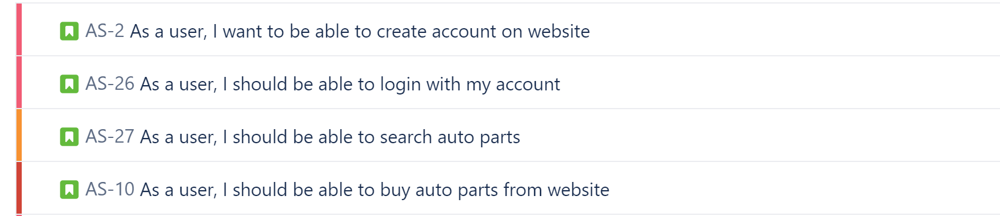 AS-2 As a user, I want to be able to create account on website
AS-26 As a user, I should be able to login with my account
AS-27 As a user, I should be able to search auto parts
AS-10 As a user, I should be able to buy auto parts from website